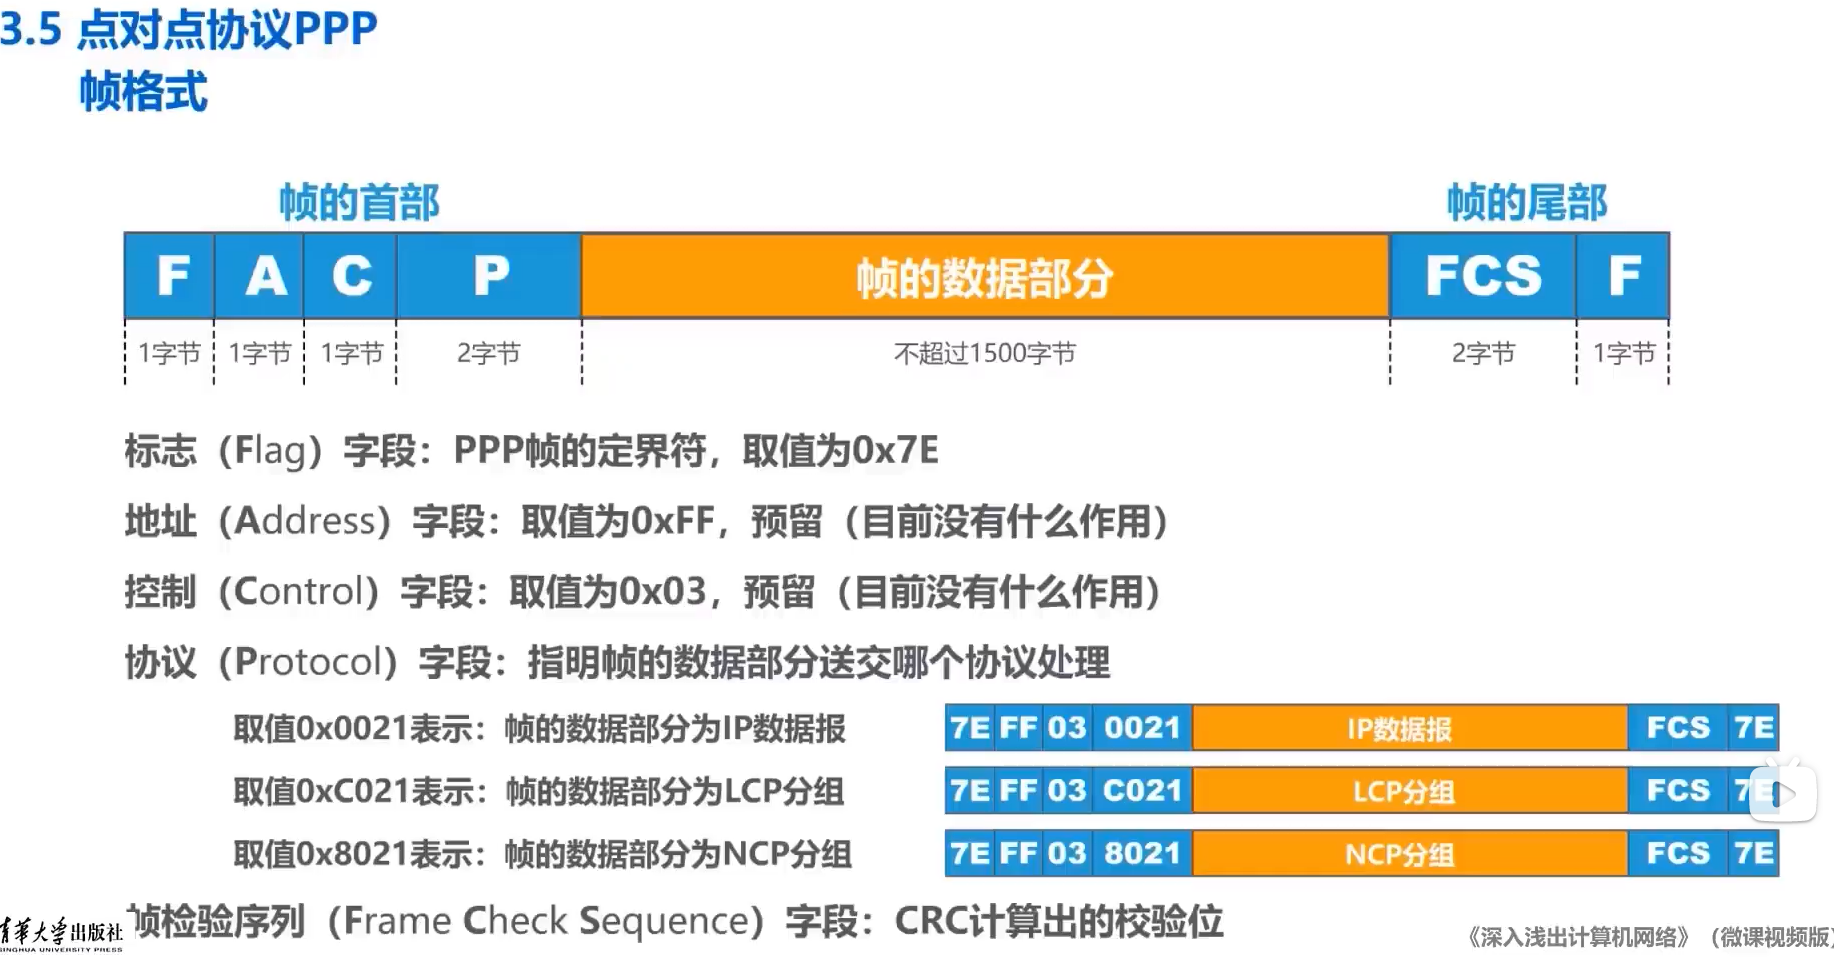 3.5 点对点协议PPP
帧格式
帧的首部
帧的尾部
F A C P 帧的数据部分 FCS F
1字节 1字节 1字节 2字节 不超过1500字节 2字节 1字节
标志（Flag）字段：PPP帧的定界符，取值为0x7E
地址（Address）字段：取值为0xFF，预留（目前没有什么作用）
控制（Control）字段：取值为0x03，预留（目前没有什么作用）
协议（Protocol）字段：指明帧的数据部分送交哪个协议处理
取值0x0021表示：帧的数据部分为IP数据报
7E FF 03 0021 IP数据报 FCS 7E
取值0xC021表示：帧的数据部分为LCP分组
7E FF 03 C021 LCP分组 FCS 7E
取值0x8021表示：帧的数据部分为NCP分组
7E FF 03 8021 NCP分组 FCS 7E
帧检验序列（Frame Check Sequence）字段：CRC计算出的校验位
清华大学出版社
TSINGHUA UNIVERSITY PRESS
《深入浅出计算机网络》（微课视频版）